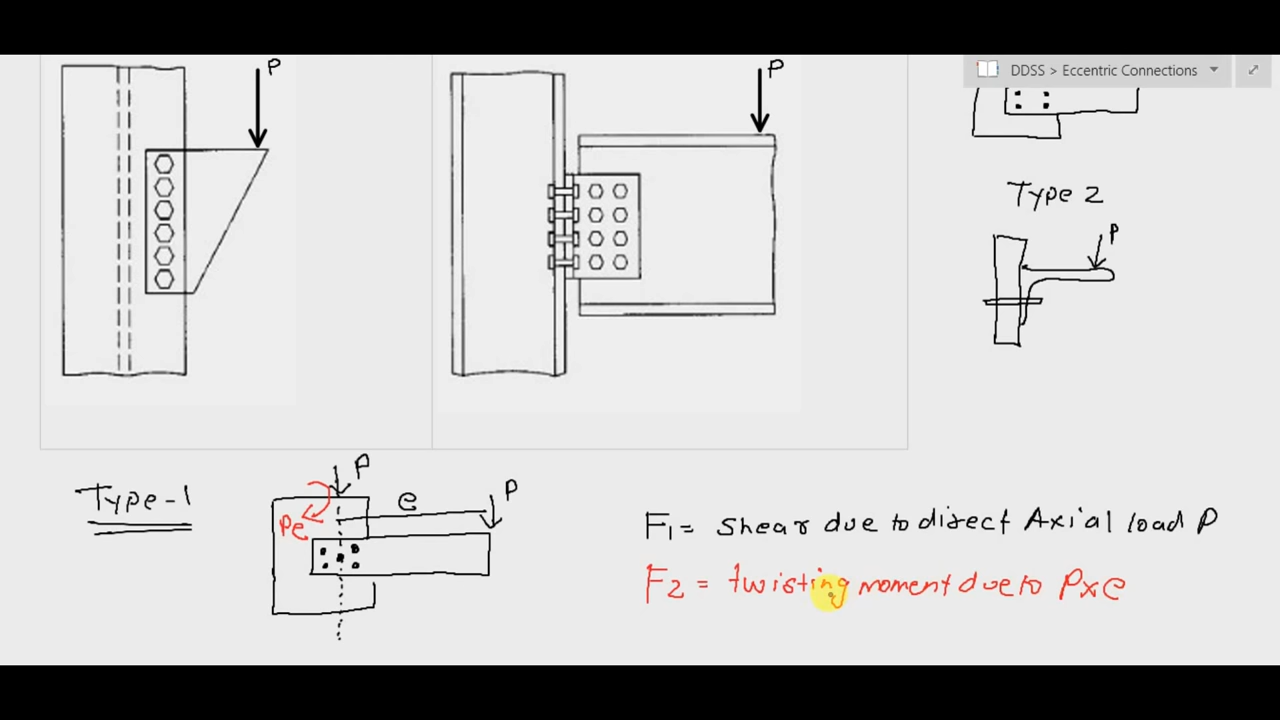 P
P
DDSS > Eccentric Connections
Type 2
P
Type-1
P
e
P
Pe
F1 = Shear due to direct Axial load P
F2 = twisting moment due to P×e